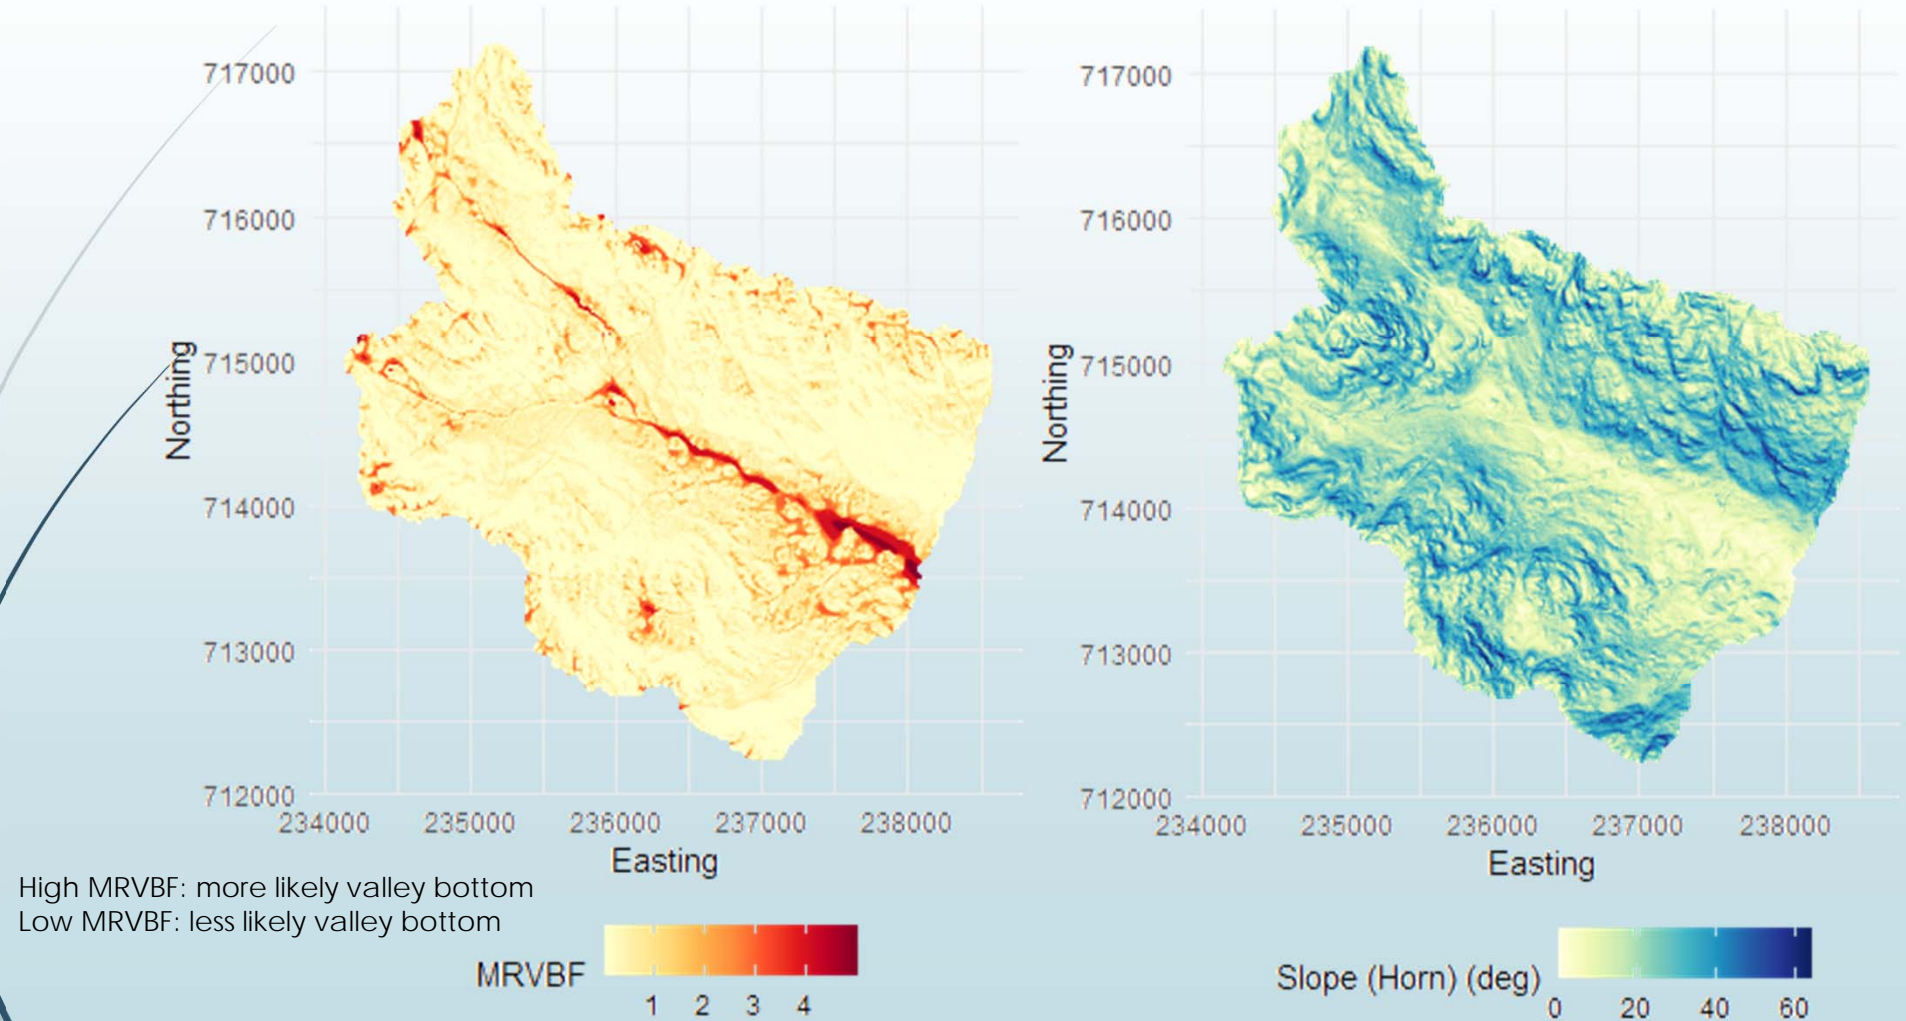 717000
716000
715000
714000
713000
712000
Northing
234000 235000 236000 237000 238000
Easting
High MRVBF: more likely valley bottom
Low MRVBF: less likely valley bottom
MRVBF
1 2 3 4
717000
716000
715000
714000
713000
712000
Northing
234000 235000 236000 237000 238000
Easting
Slope (Horn) (deg)
0 20 40 60